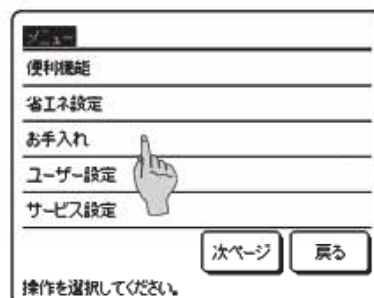 メニュー
便利機能
省エネ設定
お手入れ
ユーザー設定
サービス設定
次ページ 戻る
操作を選択してください。